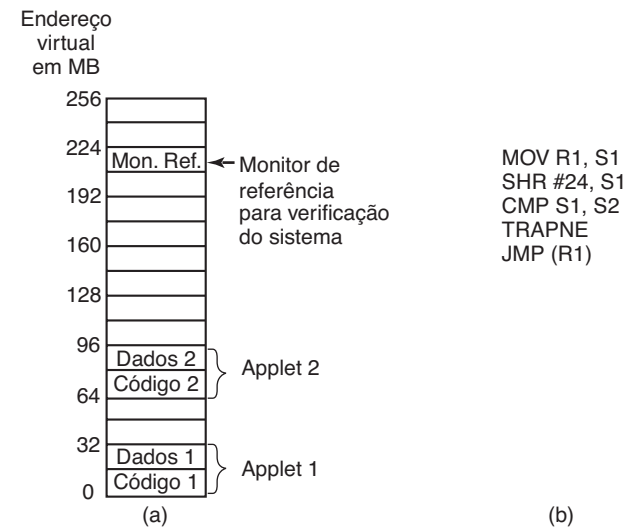 Endereço
virtual
em MB
256
224
Mon. Ref.
Monitor de
referência
para verificação
do sistema
192
160
128
96
Dados 2
Código 2
Applet 2
64
32
Dados 1
Código 1
Applet 1
0
(a)
MOV R1, S1
SHR #24, S1
CMP S1, S2
TRAPNE
JMP (R1)
(b)